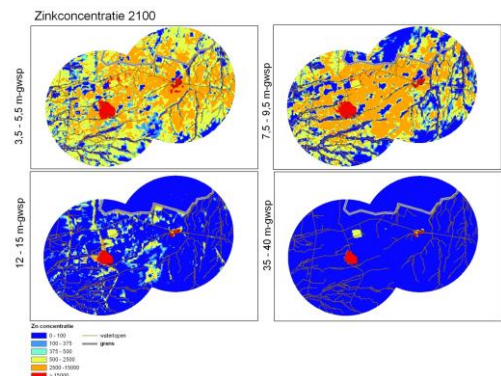 Zinkconcentratie 2100
3,5 - 5,5 m-gwsp
7,5 - 9,5 m-gwsp
12 - 15 m-gwsp
35 - 40 m-gwsp
Zn concentratie
0 - 100
100 - 375
375 - 500
500 - 2500
2500 - 15000
> 15000
waterlopen
grens